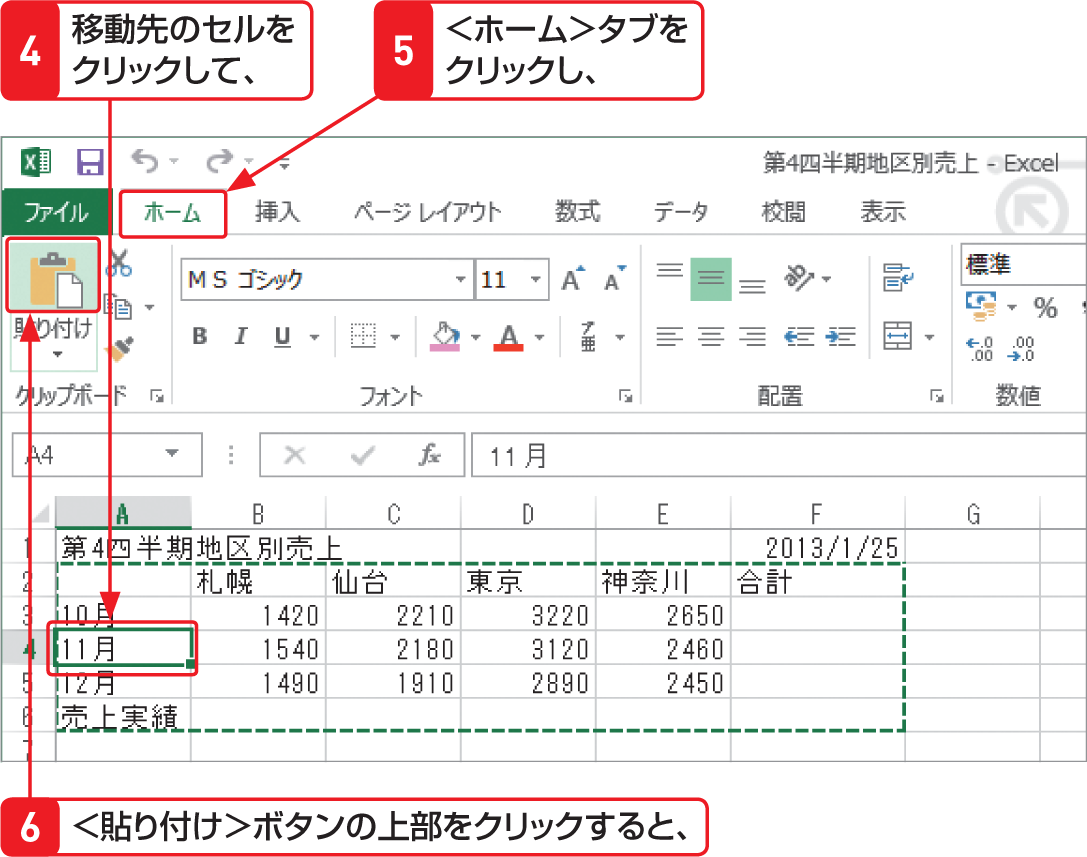 4 移動先のセルを
クリックして、
5 <ホーム>タブを
クリックし、
第4四半期地区別売上 - Excel
ファイル ホーム 挿入 ページ レイアウト 数式 データ 校閲 表示
ＭＳ ゴシック 11 A A 標準
貼り付け
B I U A ア亜 %
←.0 .00 .00 →.0
クリップボード フォント 配置 数値
A4 fx 11月
A B C D E F G
1 第4四半期地区別売上 2013/1/25
2 札幌 仙台 東京 神奈川 合計
3 10月 1420 2210 3220 2650
4 11月 1540 2180 3120 2460
5 12月 1490 1910 2890 2450
6 売上実績
7
6 <貼り付け>ボタンの上部をクリックすると、